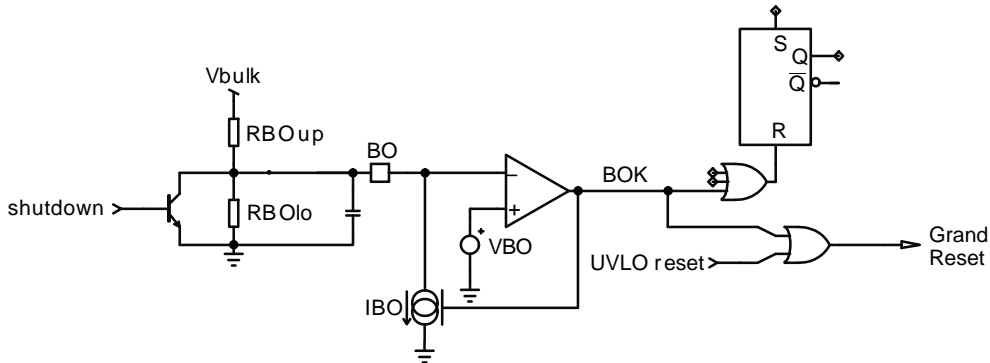 S
Q
Q
R
Vbulk
RBOup
BO
BOK
shutdown
RBOlo
VBO
IBO
UVLO reset
Grand
Reset